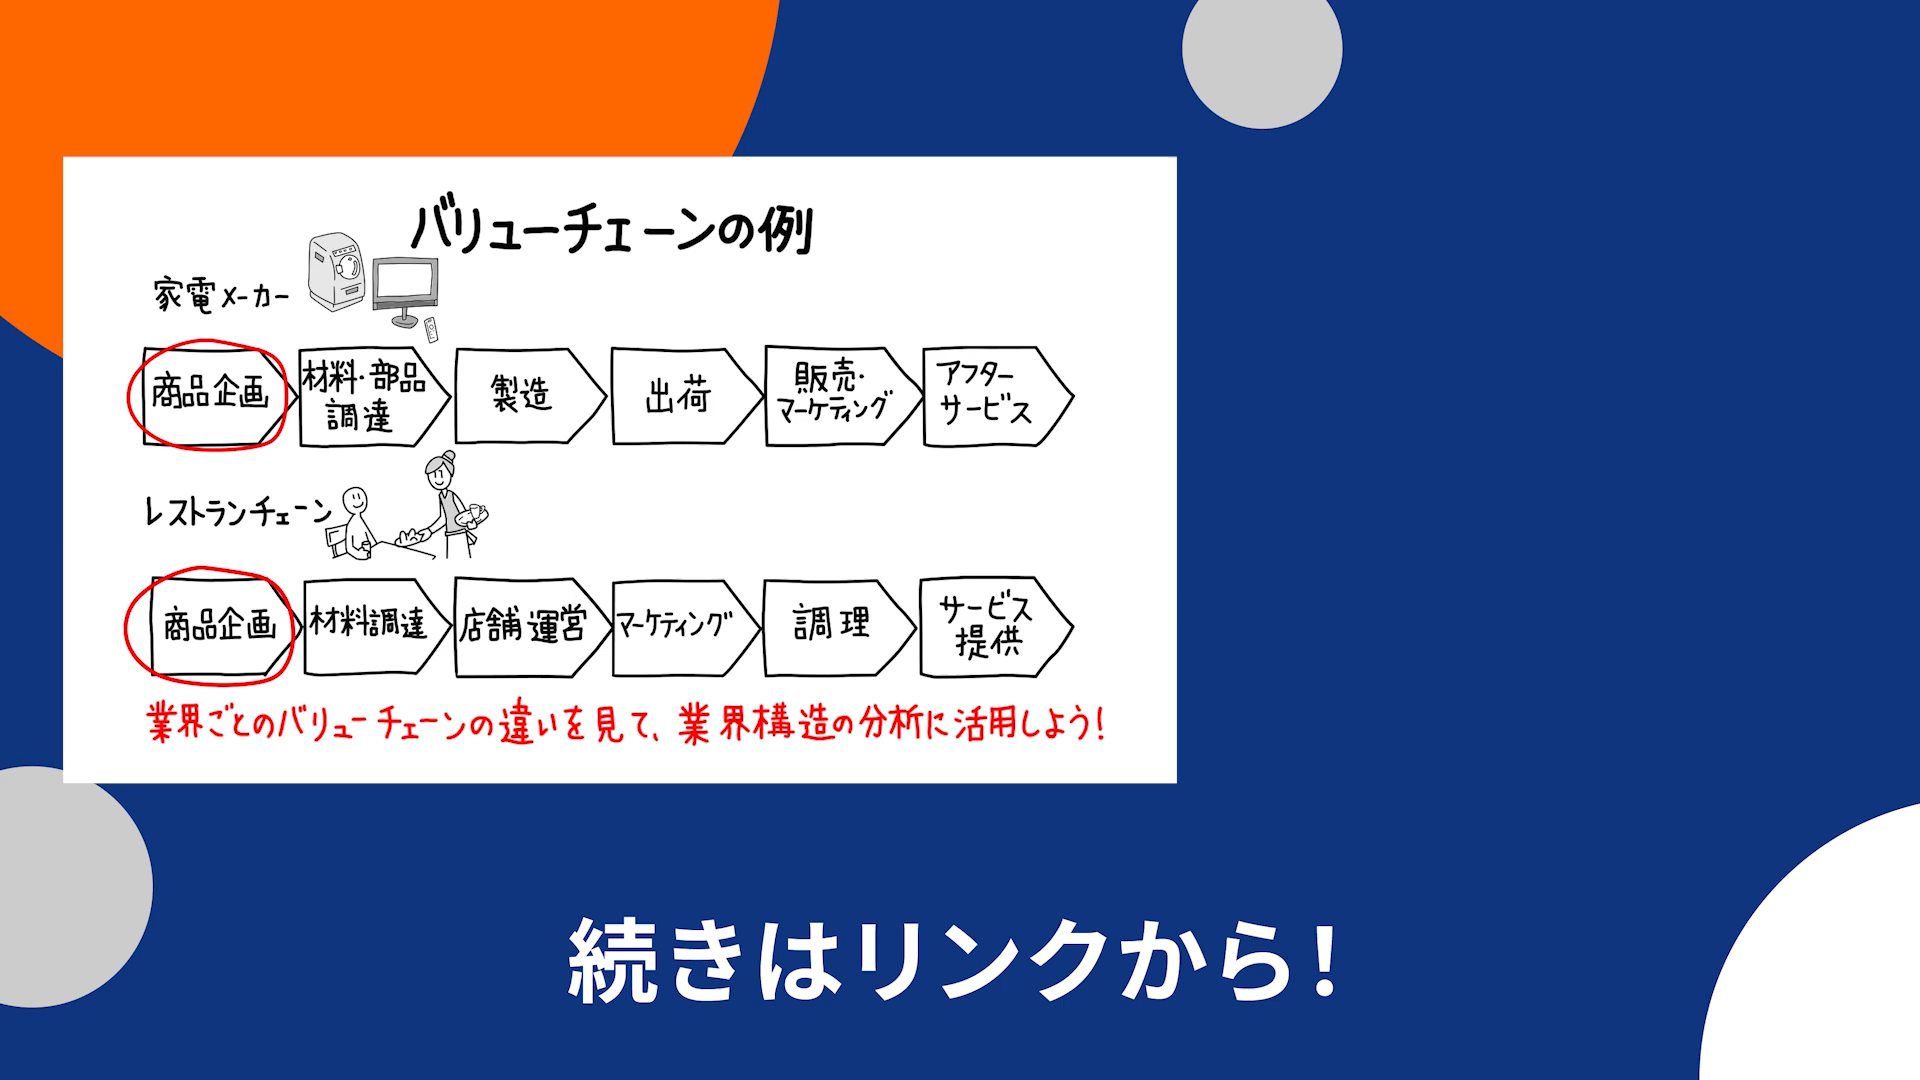 バリューチェーンの例
家電メーカー
商品企画
材料・部品
調達
製造
出荷
販売・
マーケティング
アフター
サービス
レストランチェーン
商品企画
材料調達
店舗運営
マーケティング
調理
サービス
提供
業界ごとのバリューチェーンの違いを見て、業界構造の分析に活用しよう!
続きはリンクから!